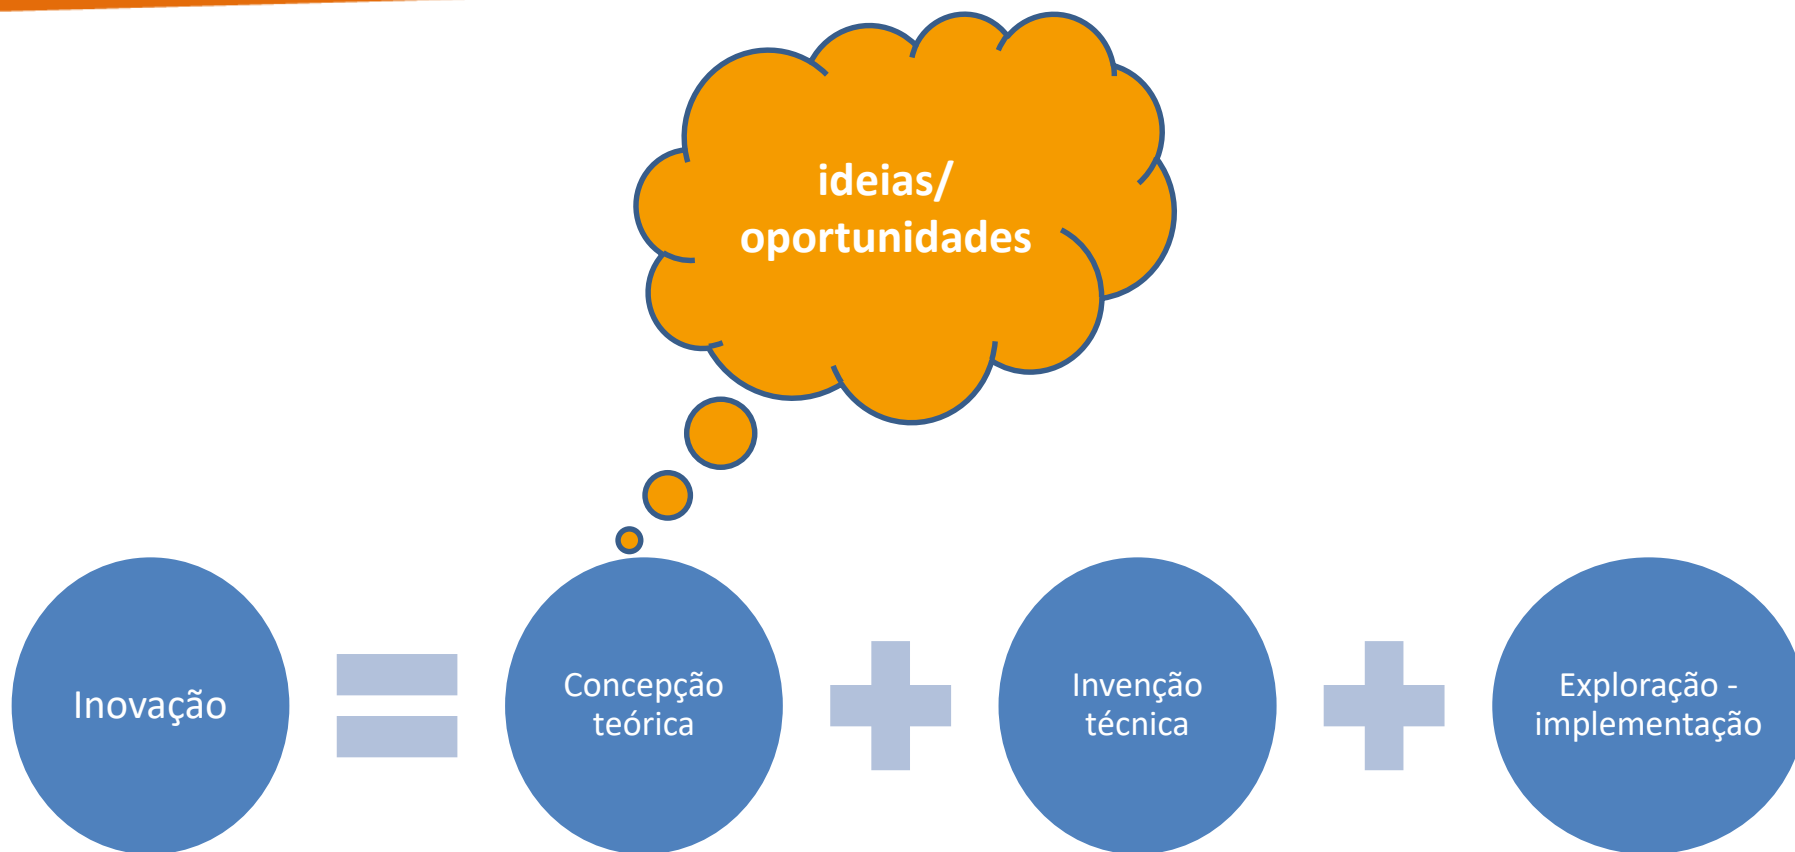 ideias/
oportunidades
Inovação
Concepção
teórica
Invenção
técnica
Exploração -
implementação